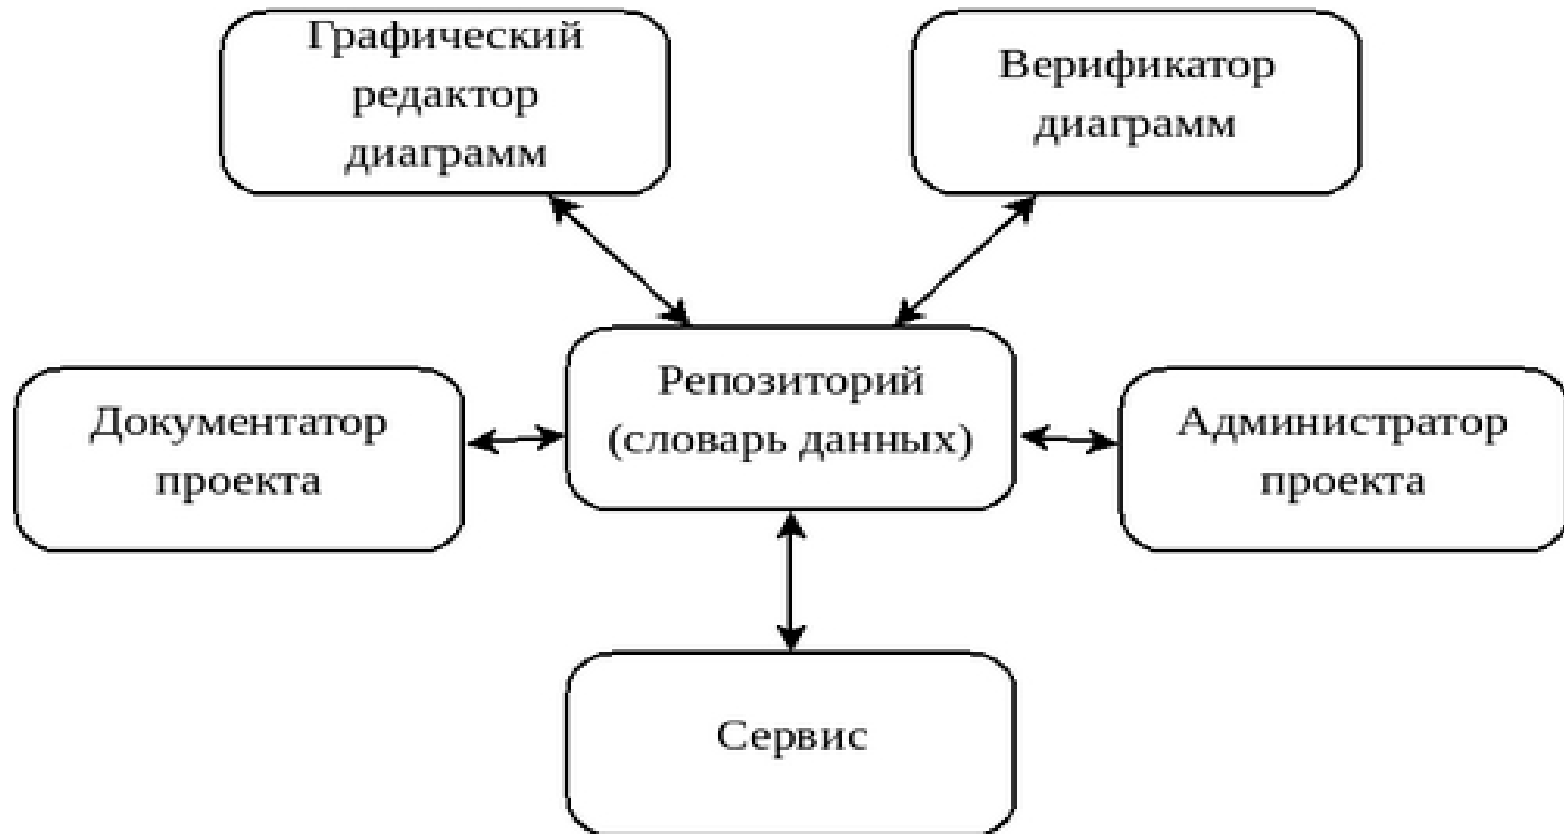 Графический
редактор
диаграмм
Верификатор
диаграмм
Документатор
проекта
Репозиторий
(словарь данных)
Администратор
проекта
Сервис